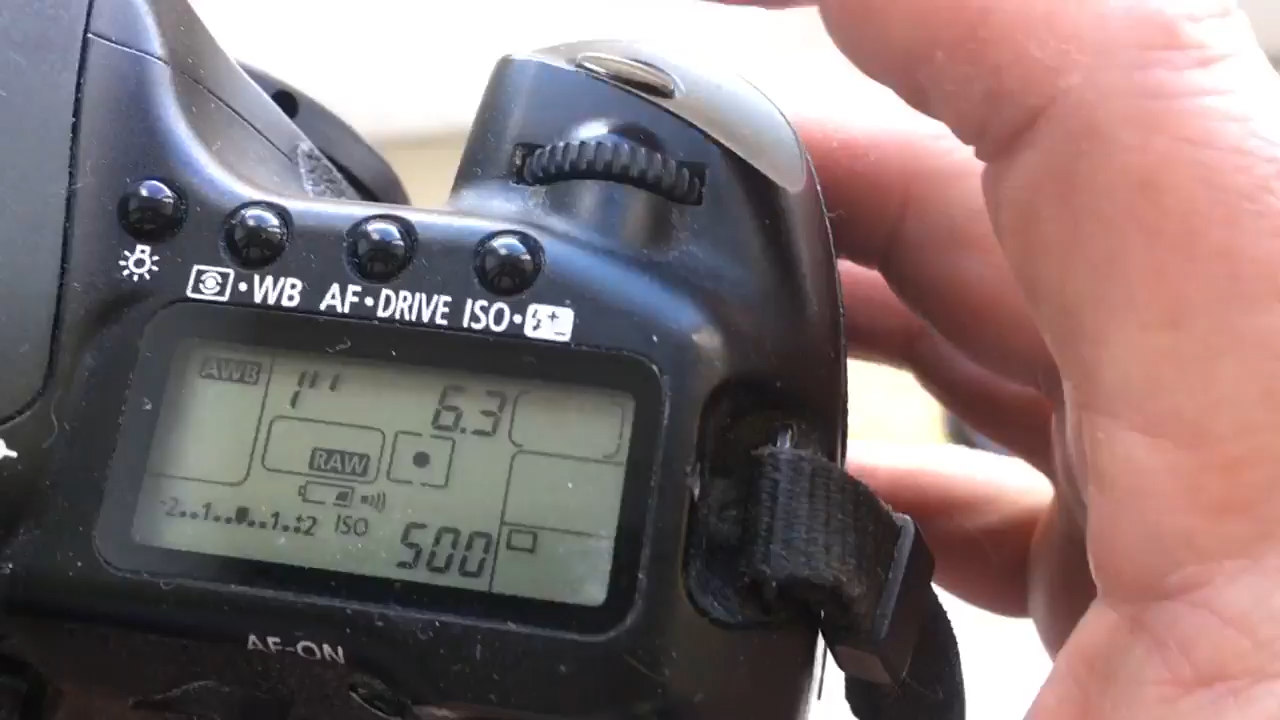 WB AF•DRIVE ISO•
AWB 1" 6.3
RAW
-2..1..0..1.:2 ISO 500
AF-ON